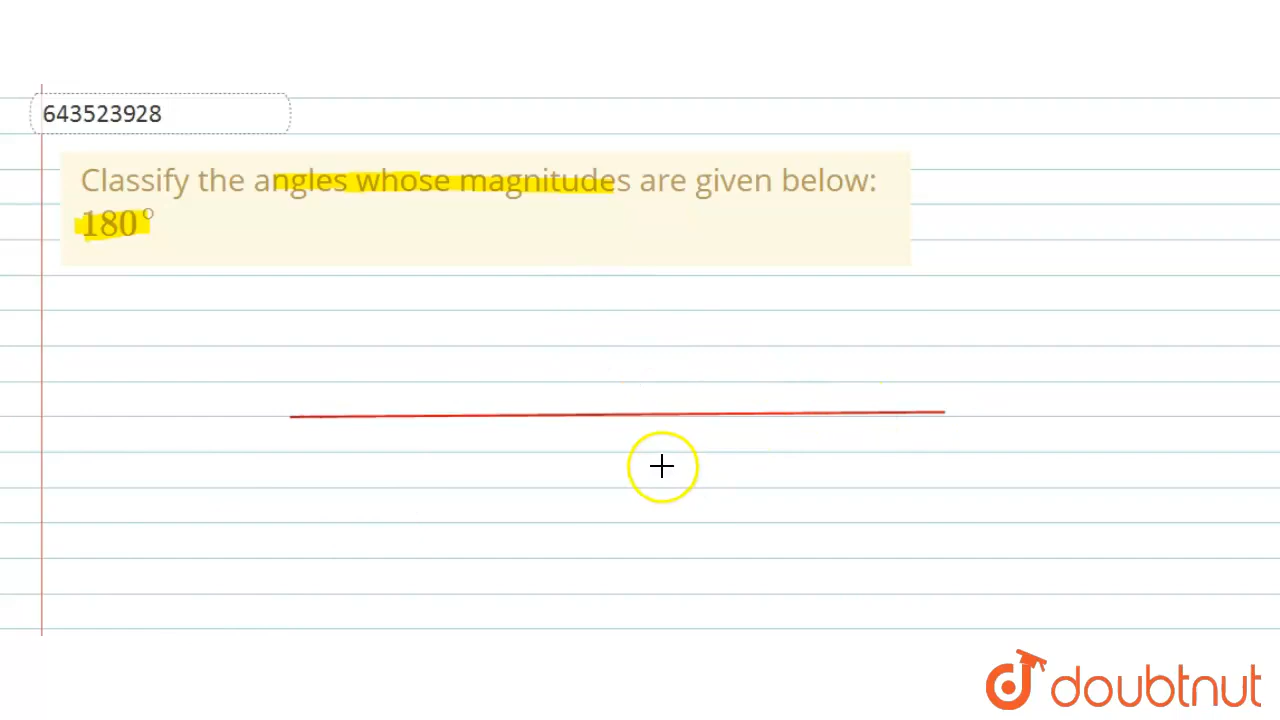 643523928
Classify the angles whose magnitudes are given below:
180°
doubtnut